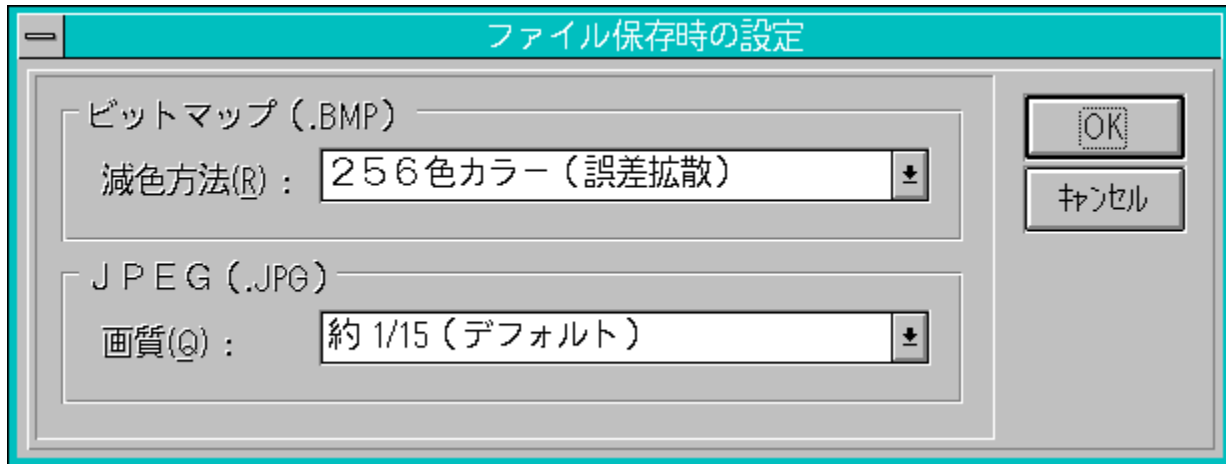 ファイル保存時の設定
ビットマップ(.BMP)
減色方法(R):
256色カラー(誤差拡散)
JPEG(.JPG)
画質(Q):
約 1/15(デフォルト)
OK
キャンセル